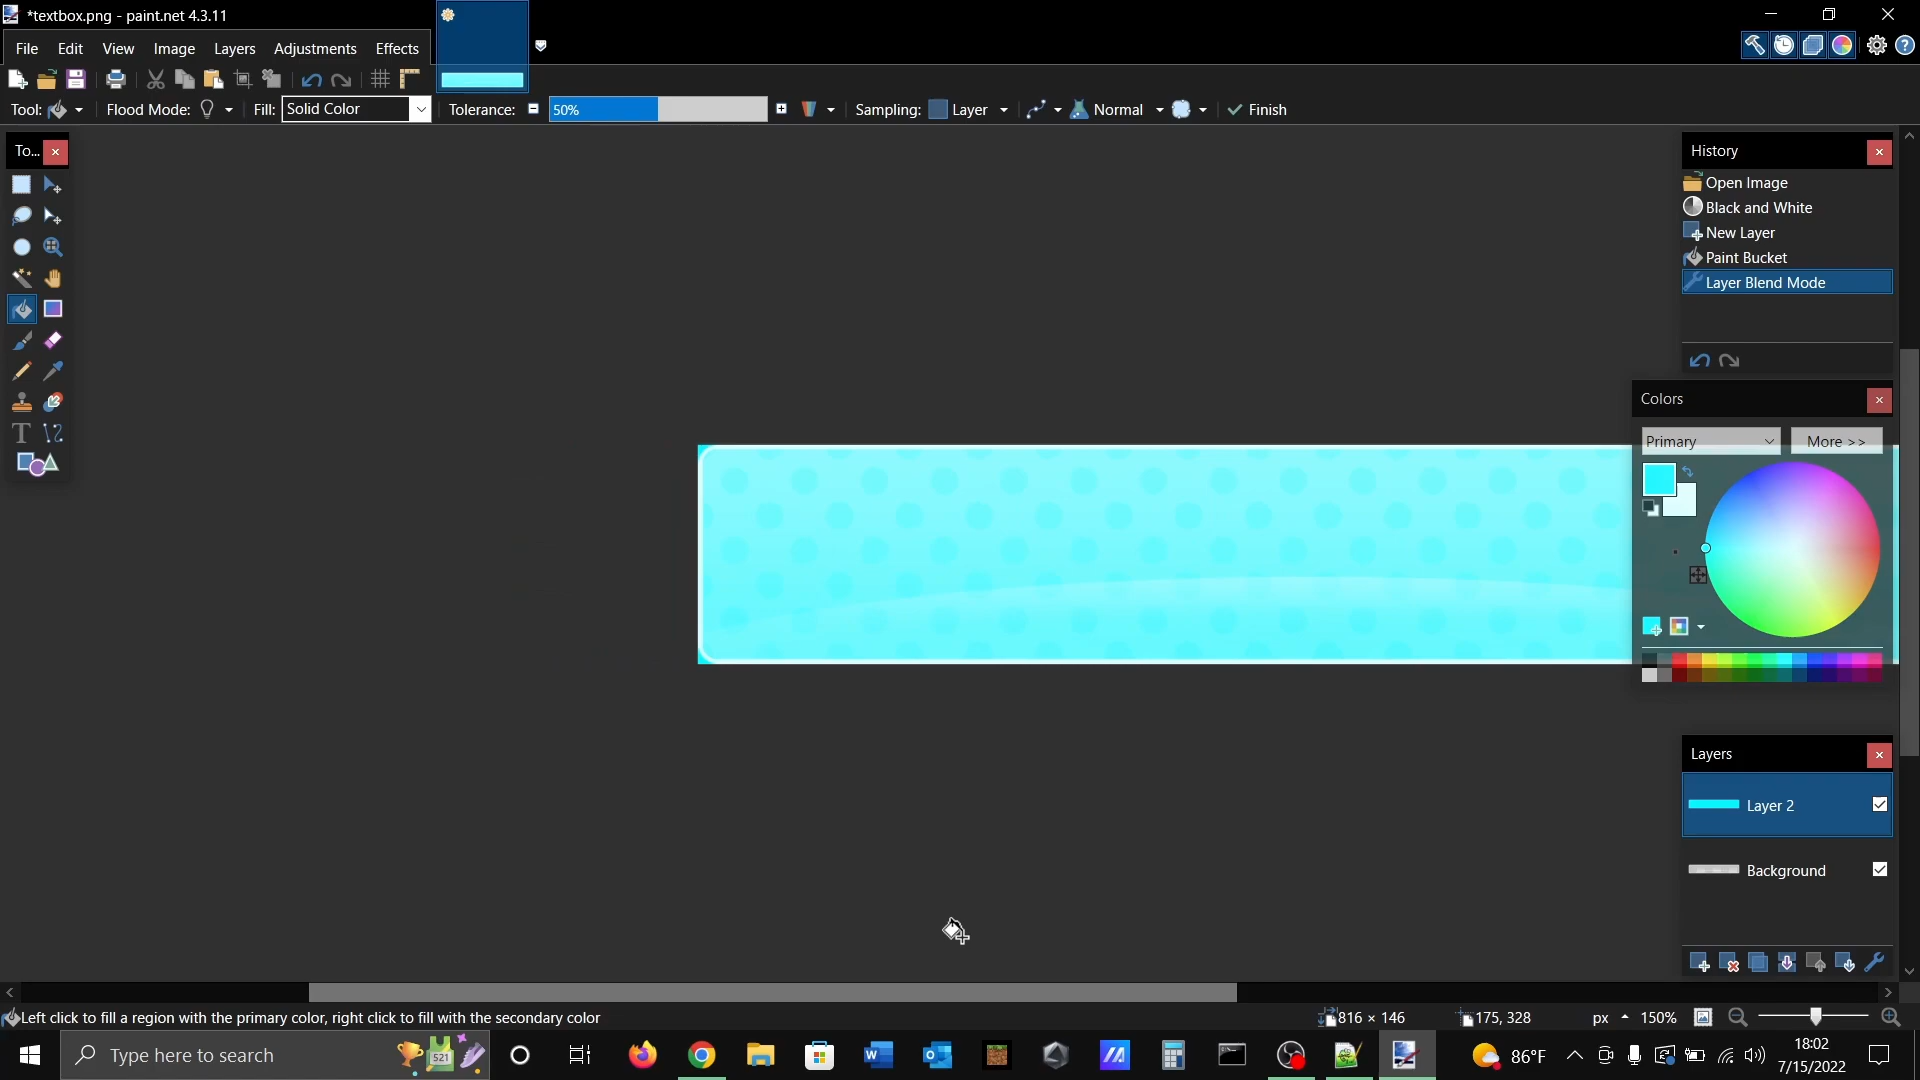 *textbox.png - paint.net 4.3.11
File Edit View Image Layers Adjustments Effects
Tool: Flood Mode: Fill: Solid Color Tolerance: 50% Sampling: Layer Normal Finish
To...
History
Open Image
Black and White
New Layer
Paint Bucket
Layer Blend Mode
Colors
Primary More >>
Layers
Layer 2
Background
Left click to fill a region with the primary color, right click to fill with the secondary color
816 × 146 175, 328 px 150%
Type here to search
521
86°F
18:02
7/15/2022